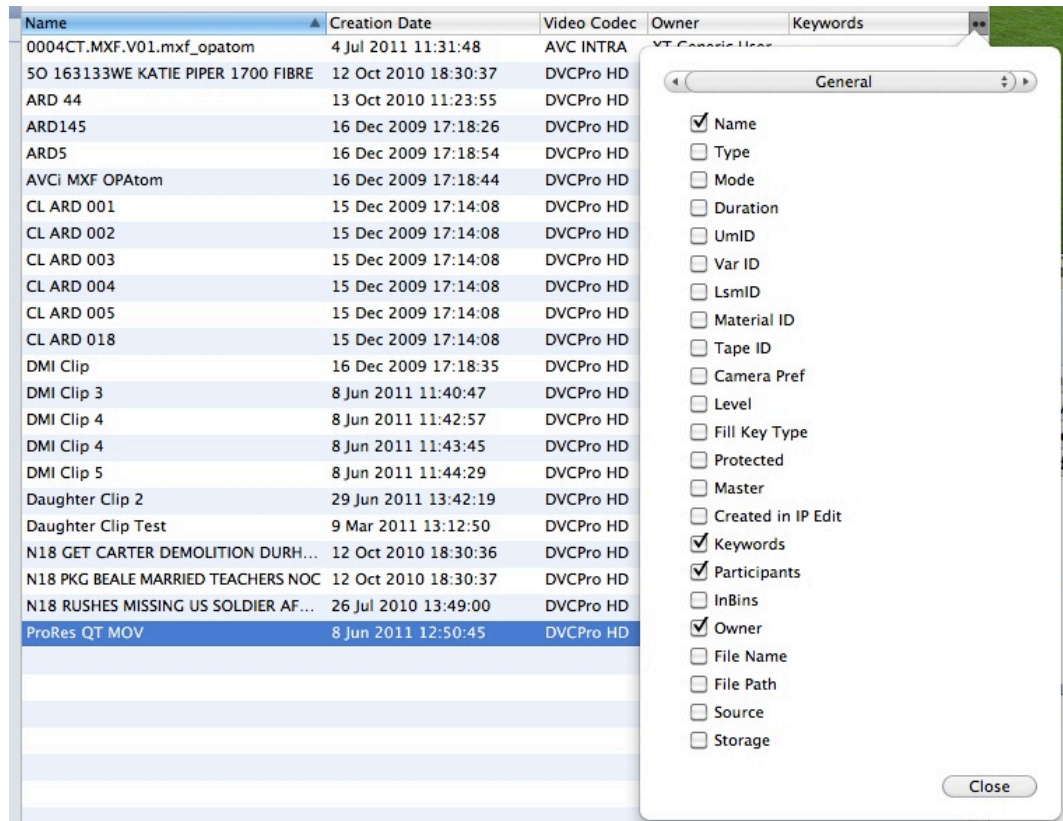 Name Creation Date Video Codec Owner Keywords
0004CT.MXF.V01.mxf_opatom 4 Jul 2011 11:31:48 AVC INTRA XT Generic User
5O 163133WE KATIE PIPER 1700 FIBRE 12 Oct 2010 18:30:37 DVCPro HD
ARD 44 13 Oct 2010 11:23:55 DVCPro HD
ARD145 16 Dec 2009 17:18:26 DVCPro HD
ARD5 16 Dec 2009 17:18:54 DVCPro HD
AVCi MXF OPAtom 16 Dec 2009 17:18:44 DVCPro HD
CL ARD 001 15 Dec 2009 17:14:08 DVCPro HD
CL ARD 002 15 Dec 2009 17:14:08 DVCPro HD
CL ARD 003 15 Dec 2009 17:14:08 DVCPro HD
CL ARD 004 15 Dec 2009 17:14:08 DVCPro HD
CL ARD 005 15 Dec 2009 17:14:08 DVCPro HD
CL ARD 018 15 Dec 2009 17:14:08 DVCPro HD
DMI Clip 16 Dec 2009 17:18:35 DVCPro HD
DMI Clip 3 8 Jun 2011 11:40:47 DVCPro HD
DMI Clip 4 8 Jun 2011 11:42:57 DVCPro HD
DMI Clip 4 8 Jun 2011 11:43:45 DVCPro HD
DMI Clip 5 8 Jun 2011 11:44:29 DVCPro HD
Daughter Clip 2 29 Jun 2011 13:42:19 DVCPro HD
Daughter Clip Test 9 Mar 2011 13:12:50 DVCPro HD
N18 GET CARTER DEMOLITION DURH... 12 Oct 2010 18:30:36 DVCPro HD
N18 PKG BEALE MARRIED TEACHERS NOC 12 Oct 2010 18:30:37 DVCPro HD
N18 RUSHES MISSING US SOLDIER AF... 26 Jul 2010 13:49:00 DVCPro HD
ProRes QT MOV 8 Jun 2011 12:50:45 DVCPro HD
General
Name
Type
Mode
Duration
UmID
Var ID
LsmID
Material ID
Tape ID
Camera Pref
Level
Fill Key Type
Protected
Master
Created in IP Edit
Keywords
Participants
InBins
Owner
File Name
File Path
Source
Storage
Close